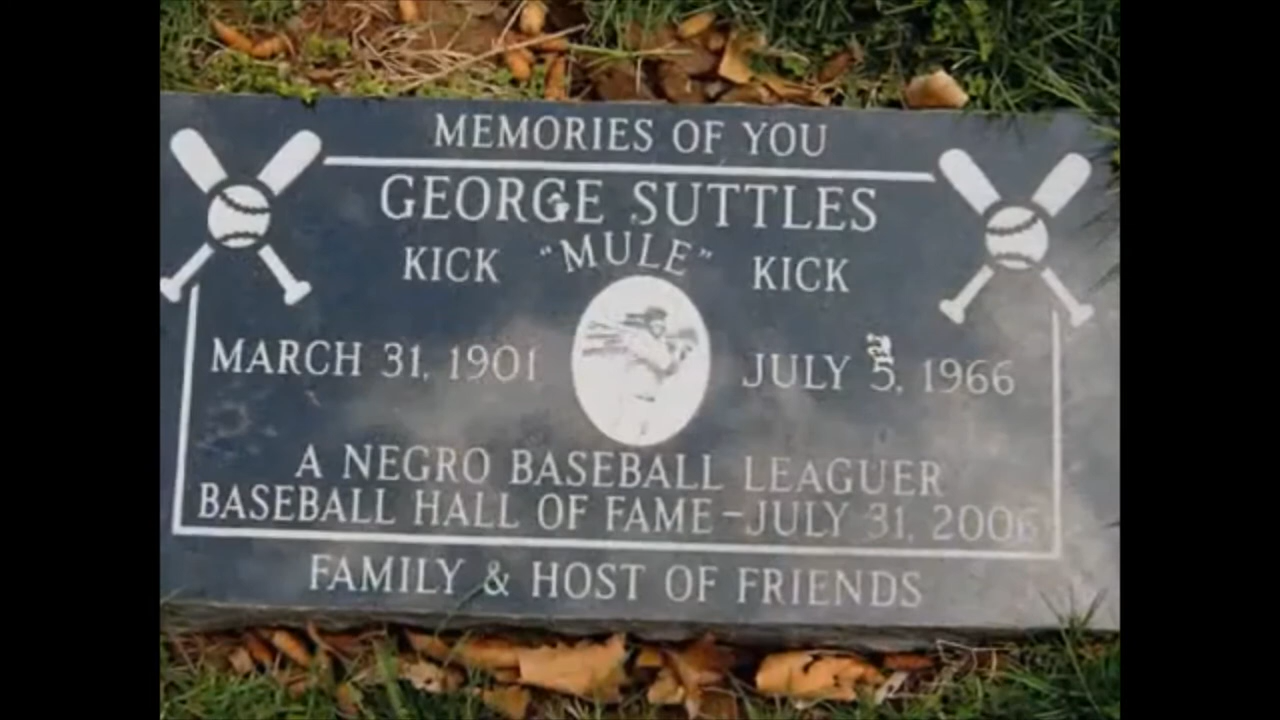 MEMORIES OF YOU
GEORGE SUTTLES
KICK "MULE" KICK
MARCH 31, 1901 JULY 5, 1966
A NEGRO BASEBALL LEAGUER
BASEBALL HALL OF FAME - JULY 31, 2006
FAMILY & HOST OF FRIENDS